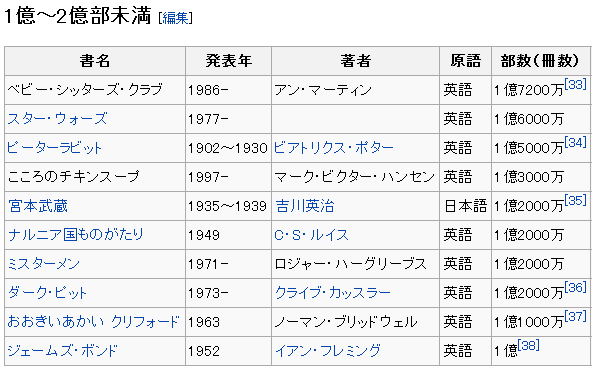 1億～2億部未満 [編集]
書名 発表年 著者 原語 部数(冊数)
ベビー・シッターズ・クラブ 1986- アン・マーティン 英語 1億7200万[33]
スター・ウォーズ 1977- 英語 1億6000万
ピーターラビット 1902～1930 ビアトリクス・ポター 英語 1億5000万[34]
こころのチキンスープ 1997- マーク・ビクター・ハンセン 英語 1億3000万
宮本武蔵 1935～1939 吉川英治 日本語 1億2000万[35]
ナルニア国ものがたり 1949 C・S・ルイス 英語 1億2000万
ミスターメン 1971- ロジャー・ハーグリーブス 英語 1億2000万
ダーク・ピット 1973- クライブ・カッスラー 英語 1億2000万[36]
おおきいあかい クリフォード 1963 ノーマン・ブリッドウェル 英語 1億1000万[37]
ジェームズ・ボンド 1952 イアン・フレミング 英語 1億[38]